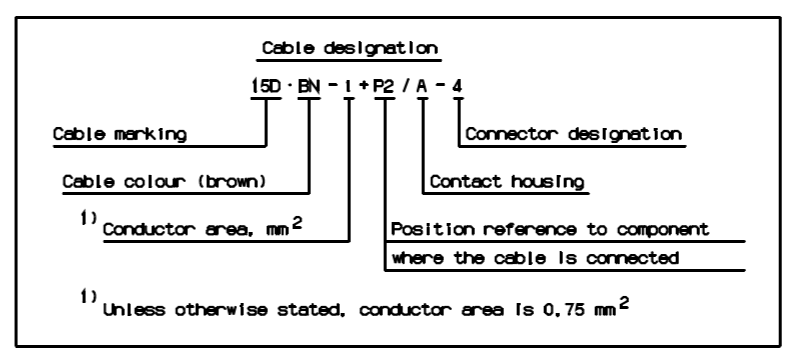 Cable designation
15D · BN - 1 + P2 / A - 4
Cable marking
Connector designation
Cable colour (brown)
Contact housing
1) Conductor area, mm2
Position reference to component
where the cable is connected
1) Unless otherwise stated, conductor area is 0,75 mm2